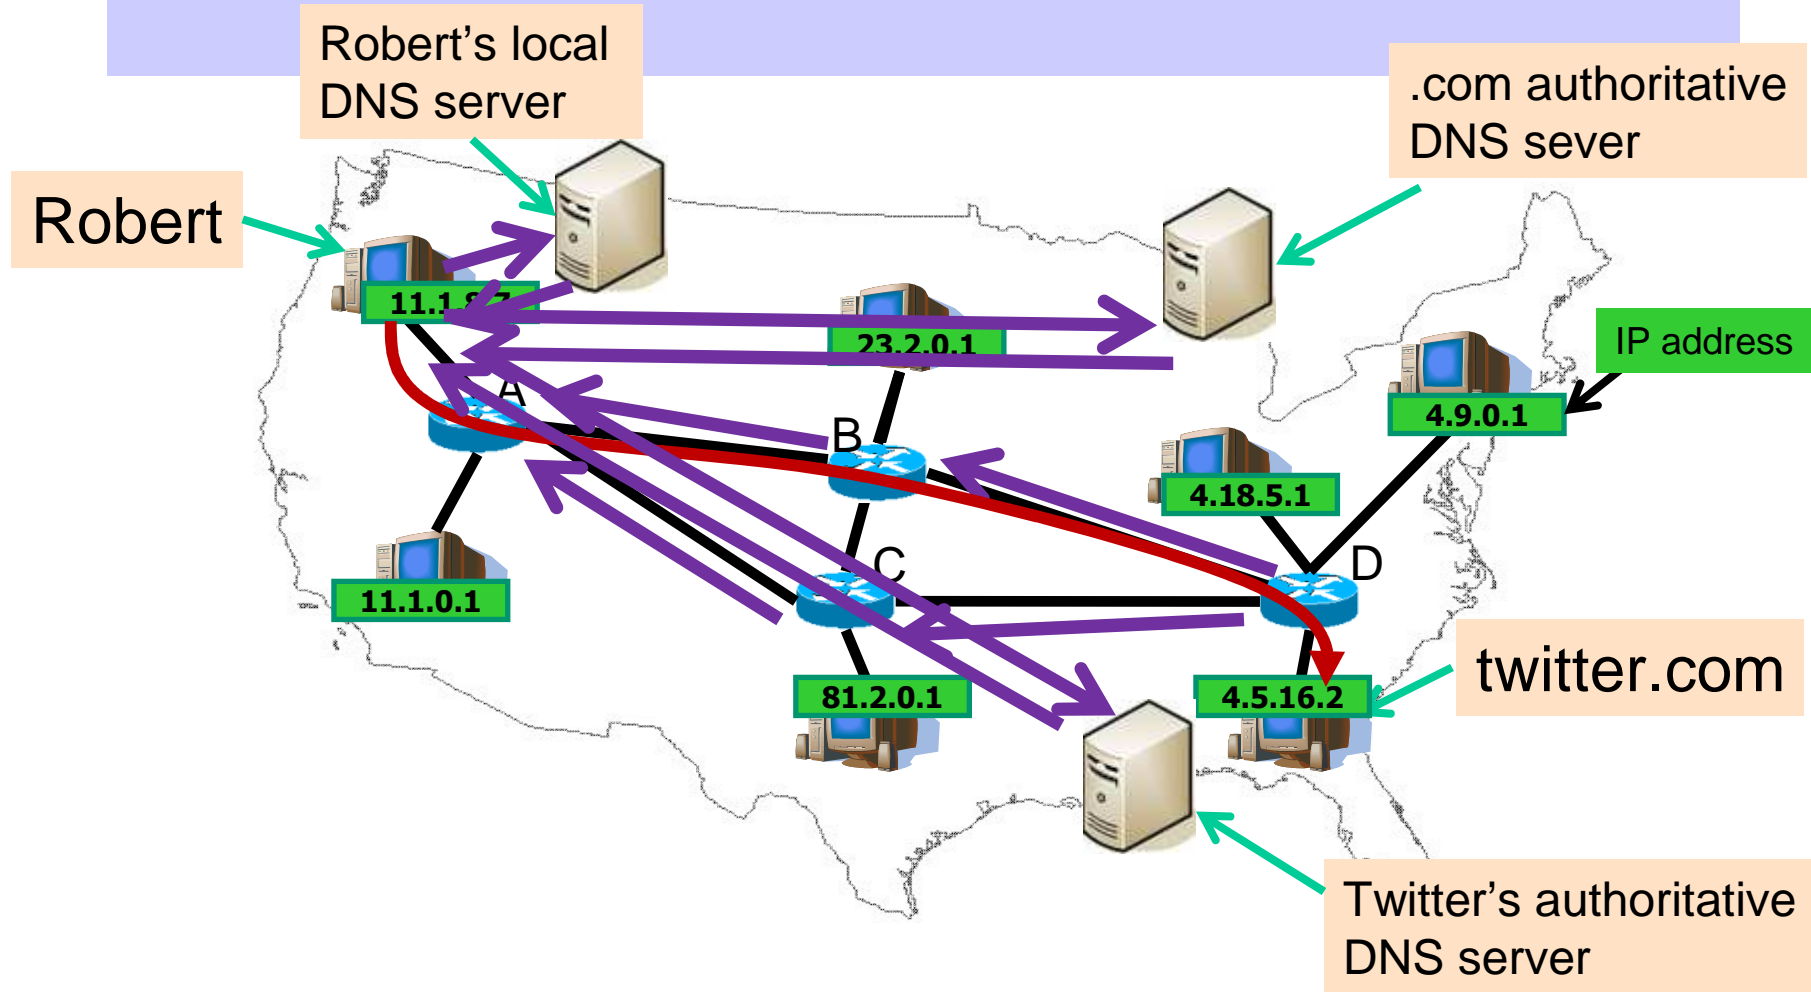 Robert's local
DNS server
.com authoritative
DNS sever
Robert
IP address
23.2.0.1
A
B
4.9.0.1
4.18.5.1
C
D
11.1.0.1
81.2.0.1
4.5.16.2
twitter.com
Twitter's authoritative
DNS server